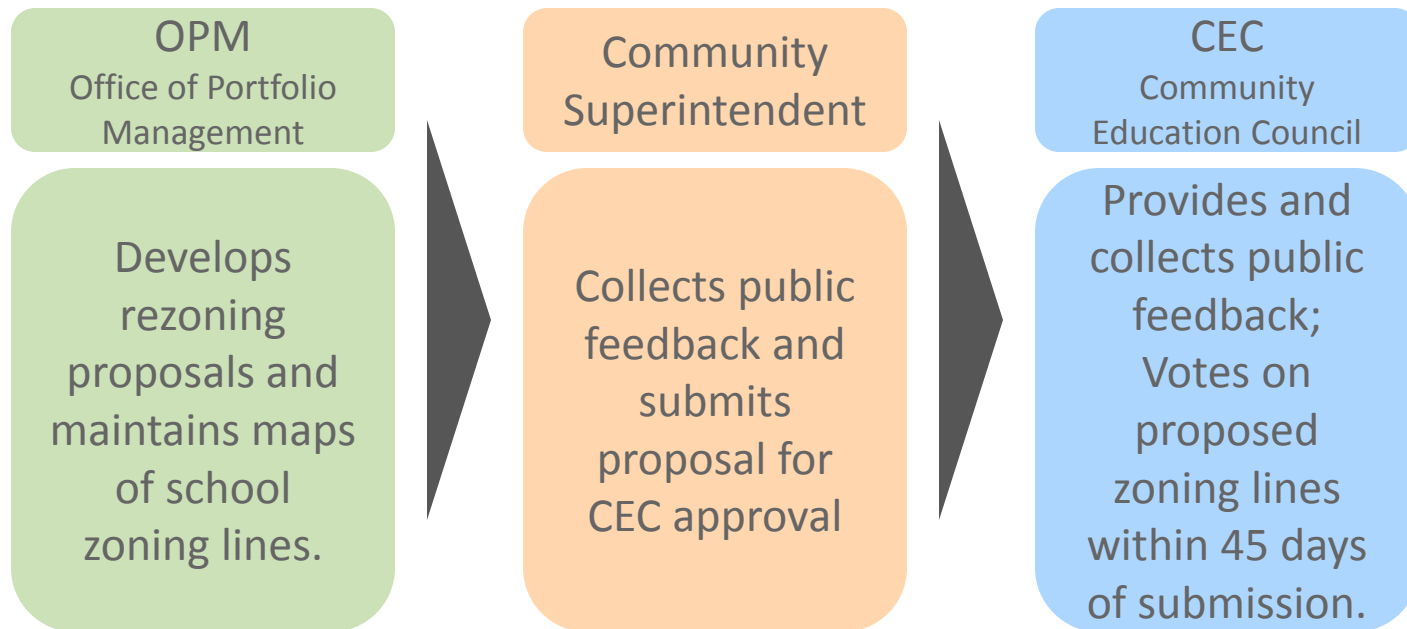 OPM
Office of Portfolio
Management
Develops
rezoning
proposals and
maintains maps
of school
zoning lines.
Community
Superintendent
Collects public
feedback and
submits
proposal for
CEC approval
CEC
Community
Education Council
Provides and
collects public
feedback;
Votes on
proposed
zoning lines
within 45 days
of submission.